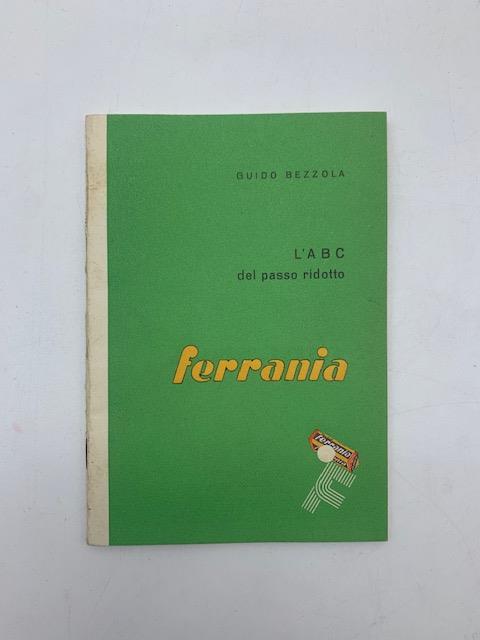 GUIDO BEZZOLA
L'ABC
del passo ridotto
ferrania
ferrania